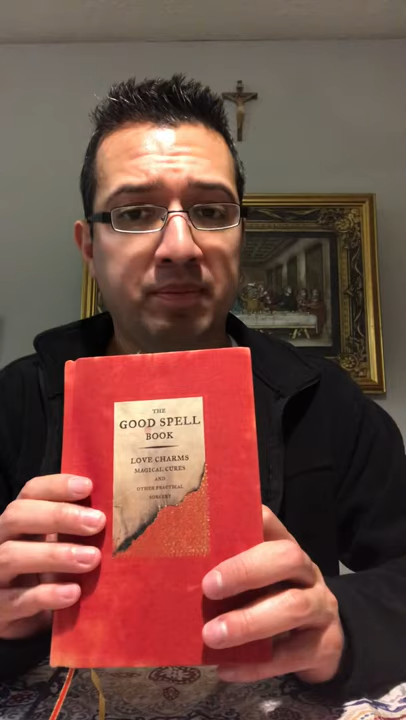 THE
GOOD SPELL
BOOK
LOVE CHARMS
MAGICAL CURES
AND
OTHER PRACTICAL
SORCERY